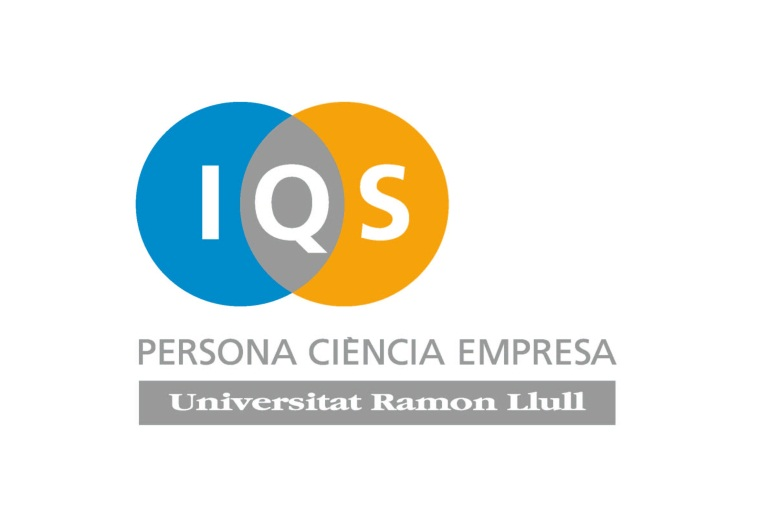 IQS
PERSONA CIÈNCIA EMPRESA
Universitat Ramon Llull